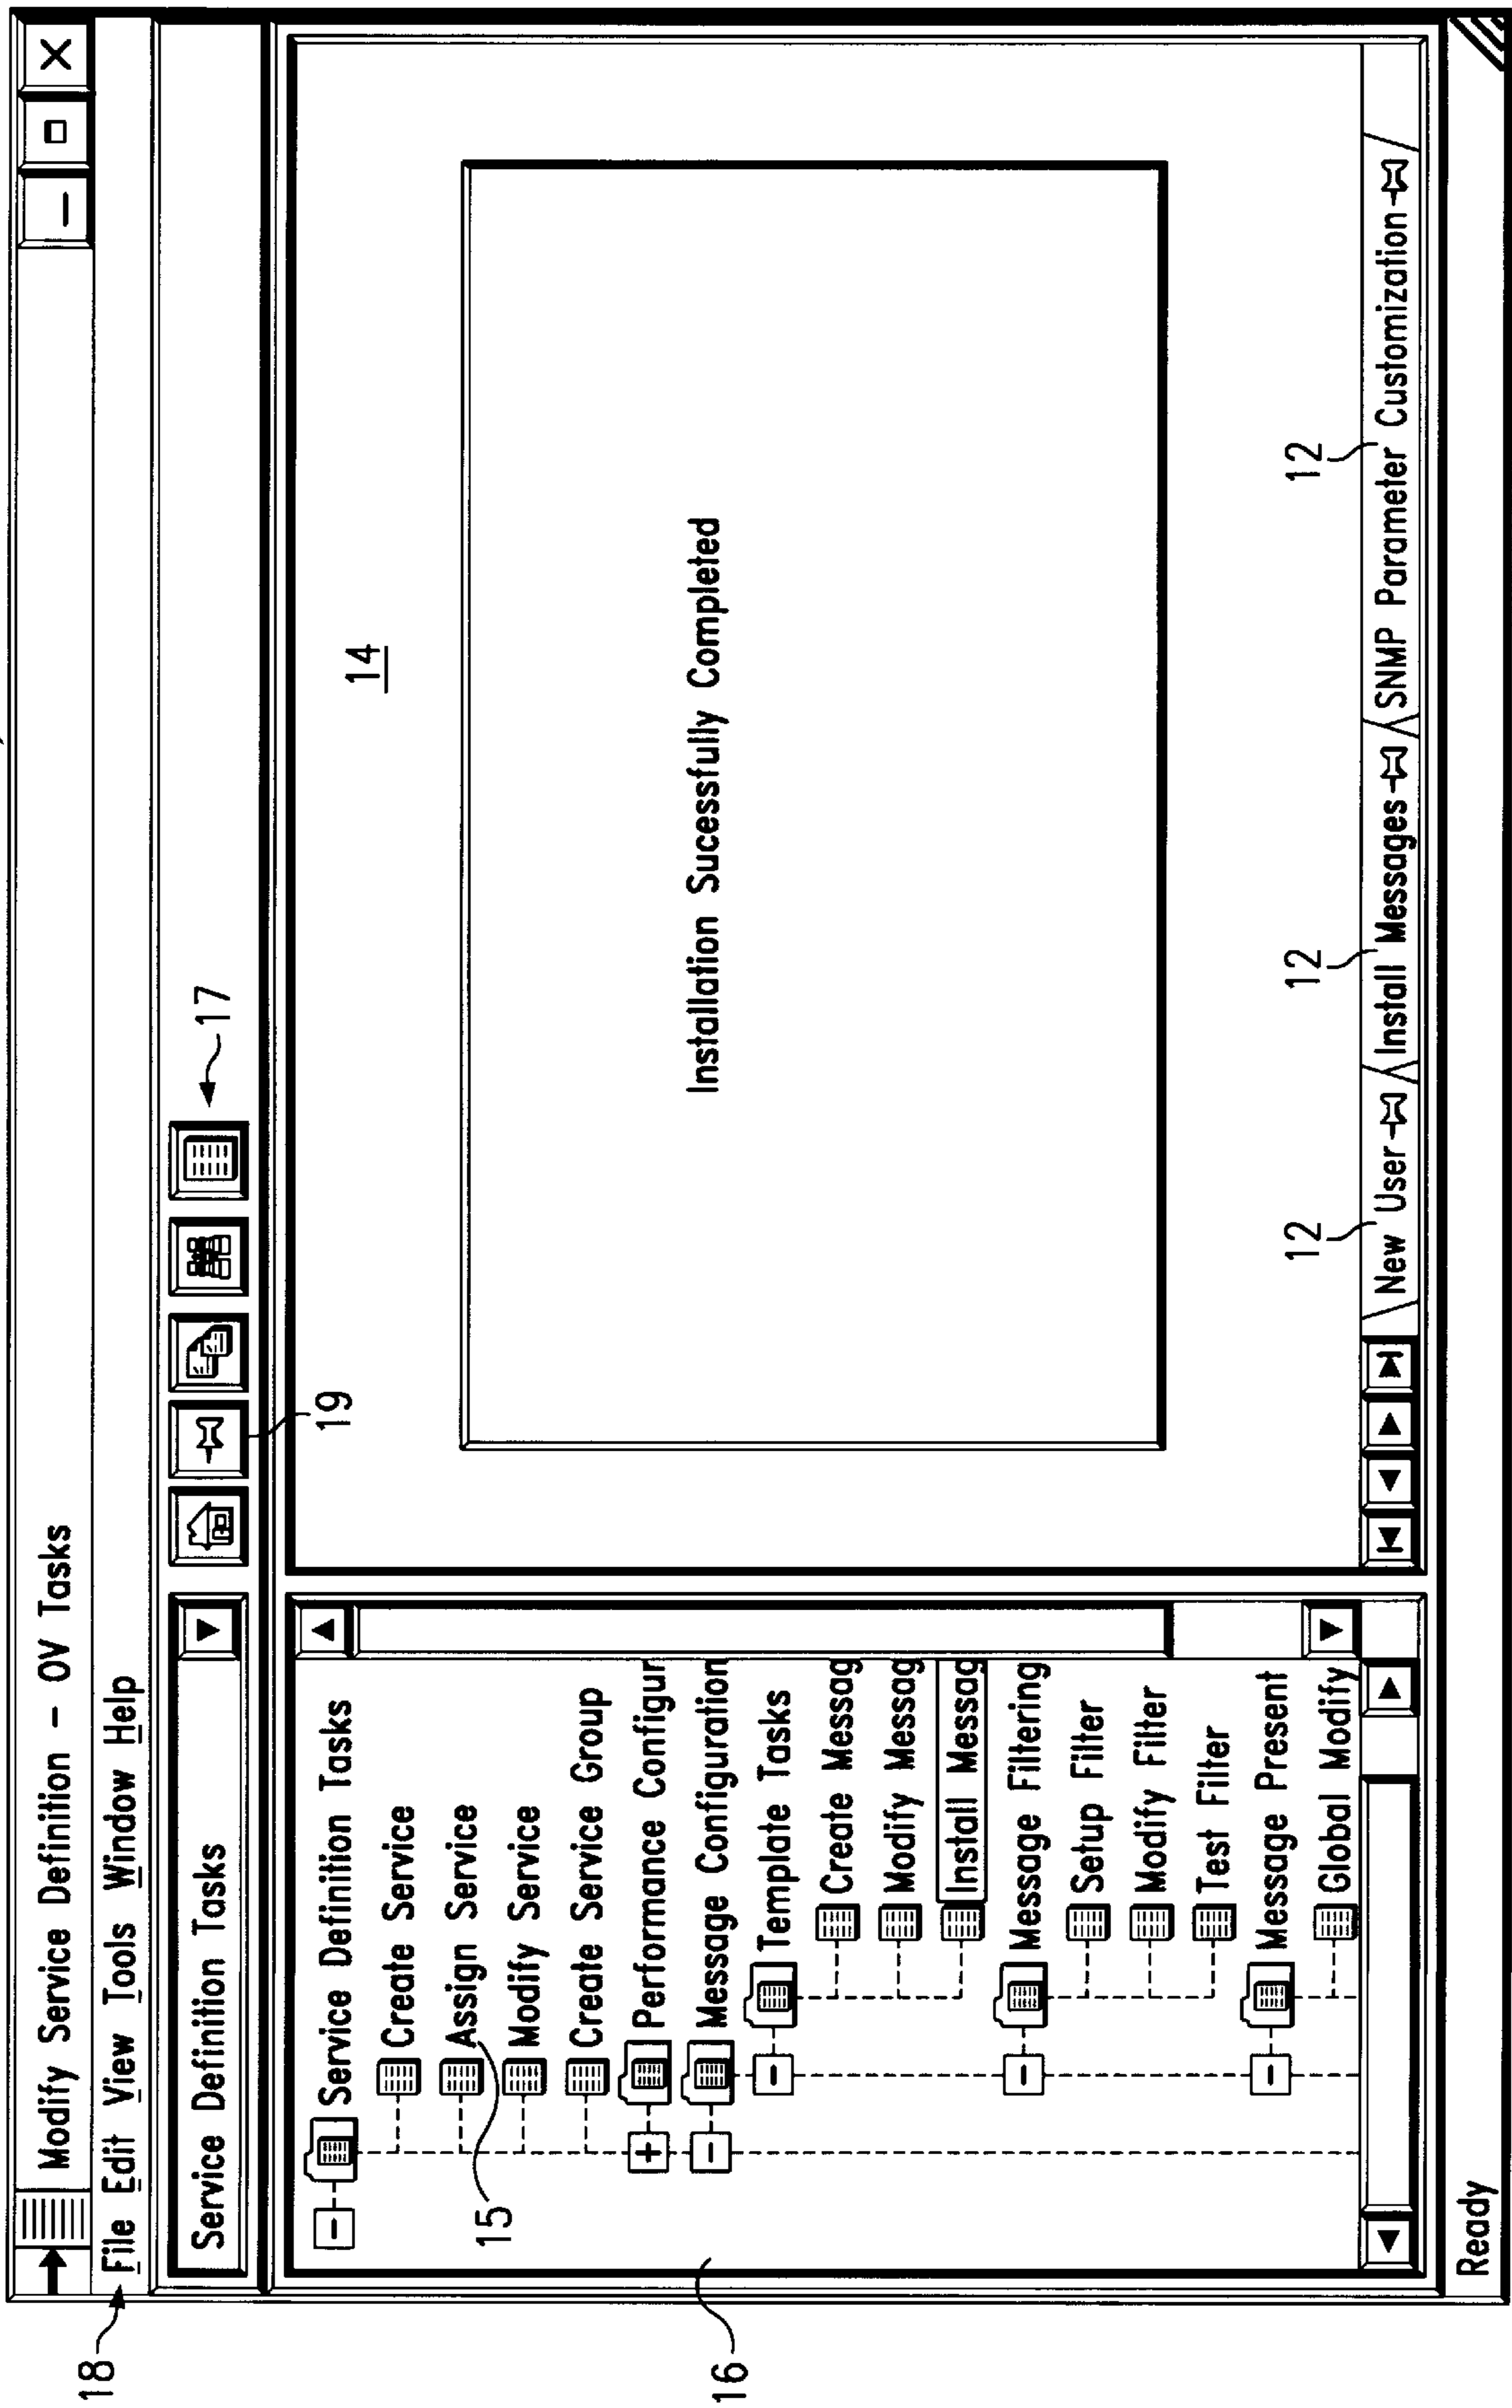 Modify Service Definition - OV Tasks
18
File Edit View Tools Window Help
Service Definition Tasks
17
19
Service Definition Tasks
Create Service
Assign Service
15
Modify Service
Create Service Group
Performance Configur
Message Configuration
Template Tasks
Create Messag
Modify Messag
Install Messag
Message Filtering
Setup Filter
Modify Filter
Test Filter
Message Present
Global Modify
16
14
Installation Sucessfully Completed
12
12
12
New User
Install Messages
SNMP Parameter Customization
Ready